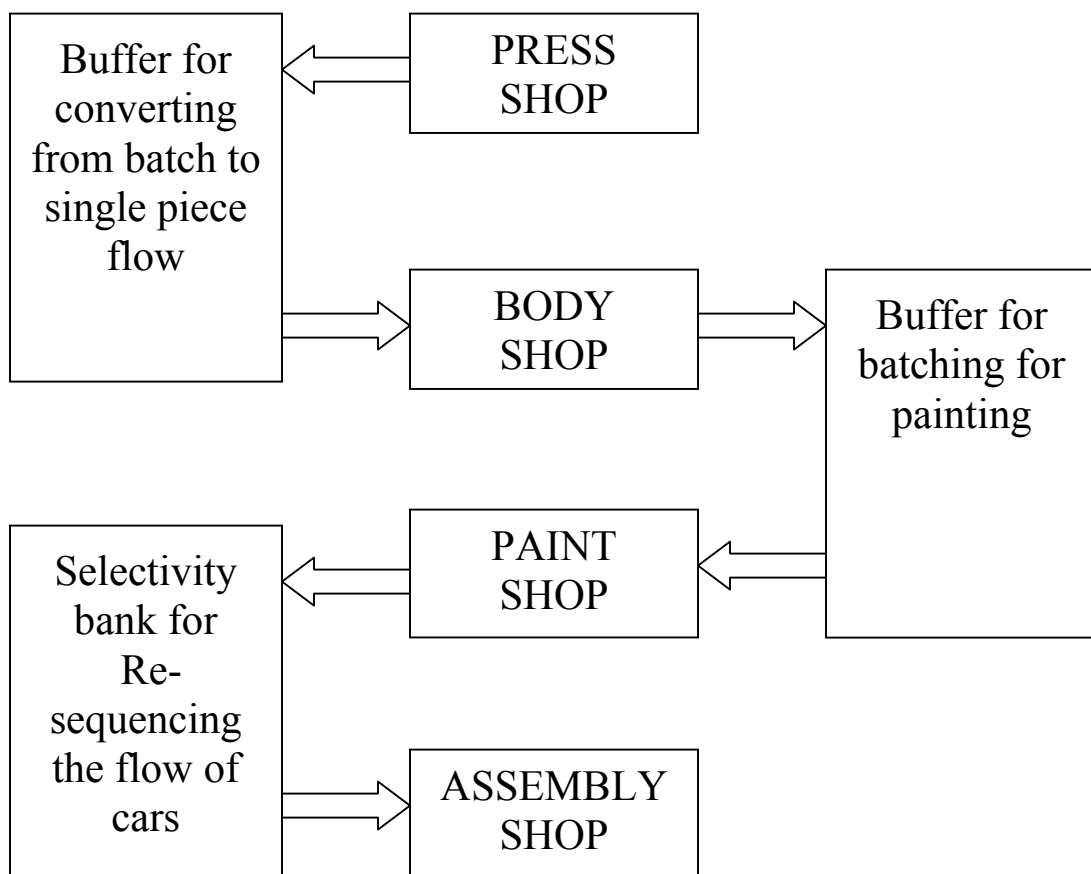 PRESS
SHOP
Buffer for
converting
from batch to
single piece
flow
BODY
SHOP
Buffer for
batching for
painting
PAINT
SHOP
Selectivity
bank for
Re-
sequencing
the flow of
cars
ASSEMBLY
SHOP